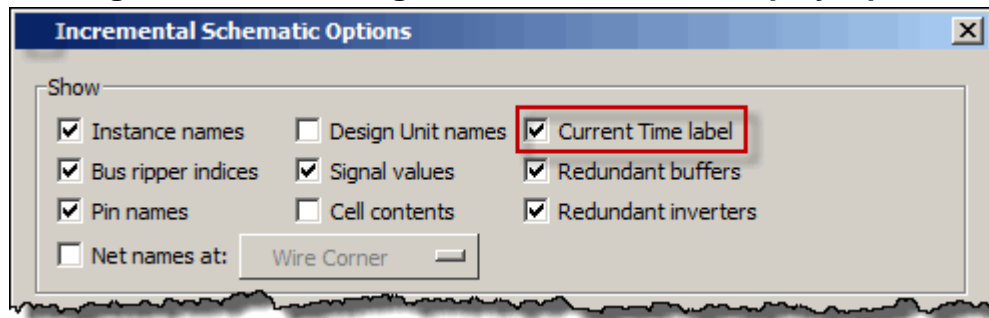 Incremental Schematic Options
Show
Instance names Design Unit names Current Time label
Bus ripper indices Signal values Redundant buffers
Pin names Cell contents Redundant inverters
Net names at: Wire Corner